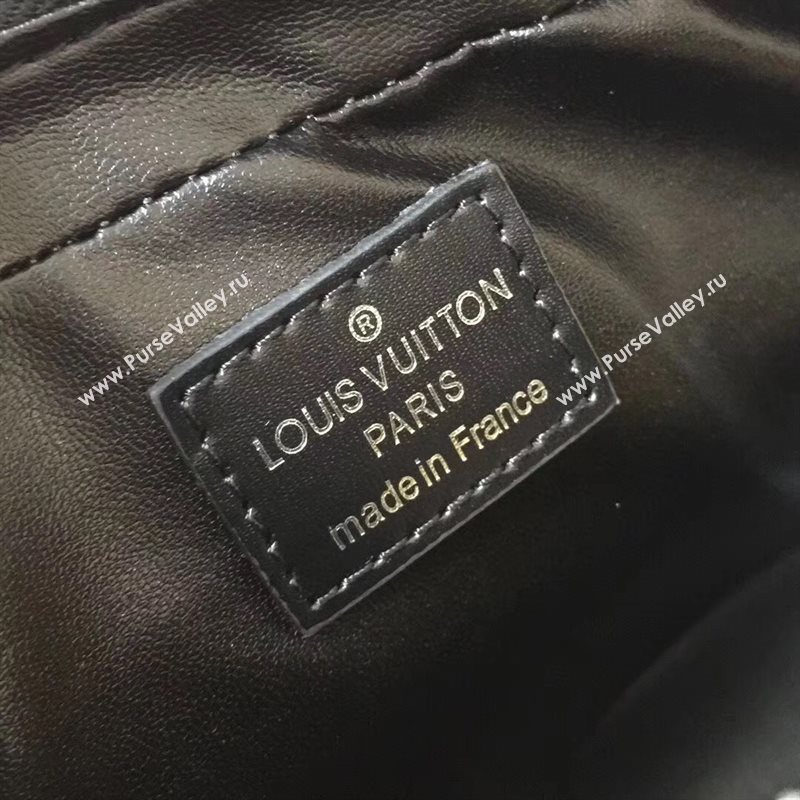 ®
LOUIS VUITTON
PARIS
made in France
www.PurseValley.ru
www.PurseValley.ru